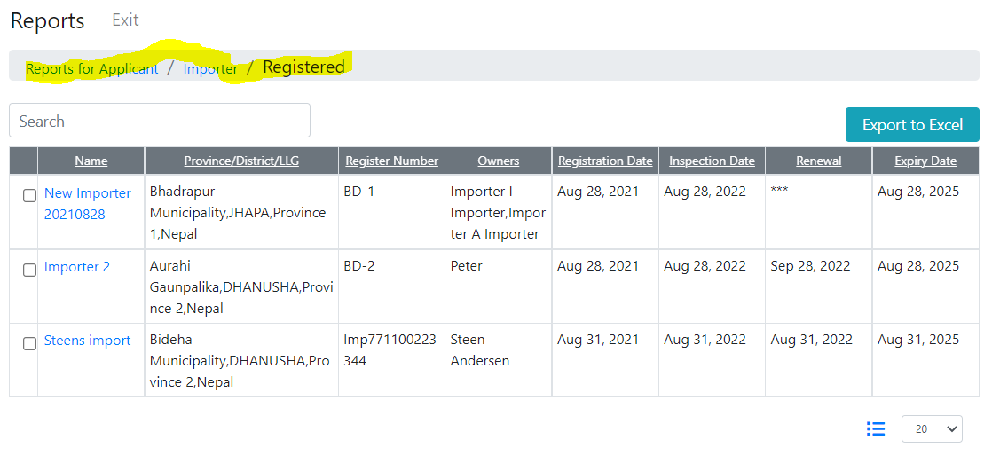 Reports Exit
Reports for Applicant / Importer / Registered
Search
Export to Excel
Name Province/District/LLG Register Number Owners Registration Date Inspection Date Renewal Expiry Date
New Importer 20210828 Bhadrapur Municipality,JHAPA,Province 1,Nepal BD-1 Importer I Importer,Importer A Importer Aug 28, 2021 Aug 28, 2022 *** Aug 28, 2025
Importer 2 Aurahi Gaunpalika,DHANUSHA,Province 2,Nepal BD-2 Peter Aug 28, 2021 Aug 28, 2022 Sep 28, 2022 Aug 28, 2025
Steens import Bideha Municipality,DHANUSHA,Province 2,Nepal Imp771100223344 Steen Andersen Aug 31, 2021 Aug 31, 2022 Aug 31, 2022 Aug 31, 2025
20